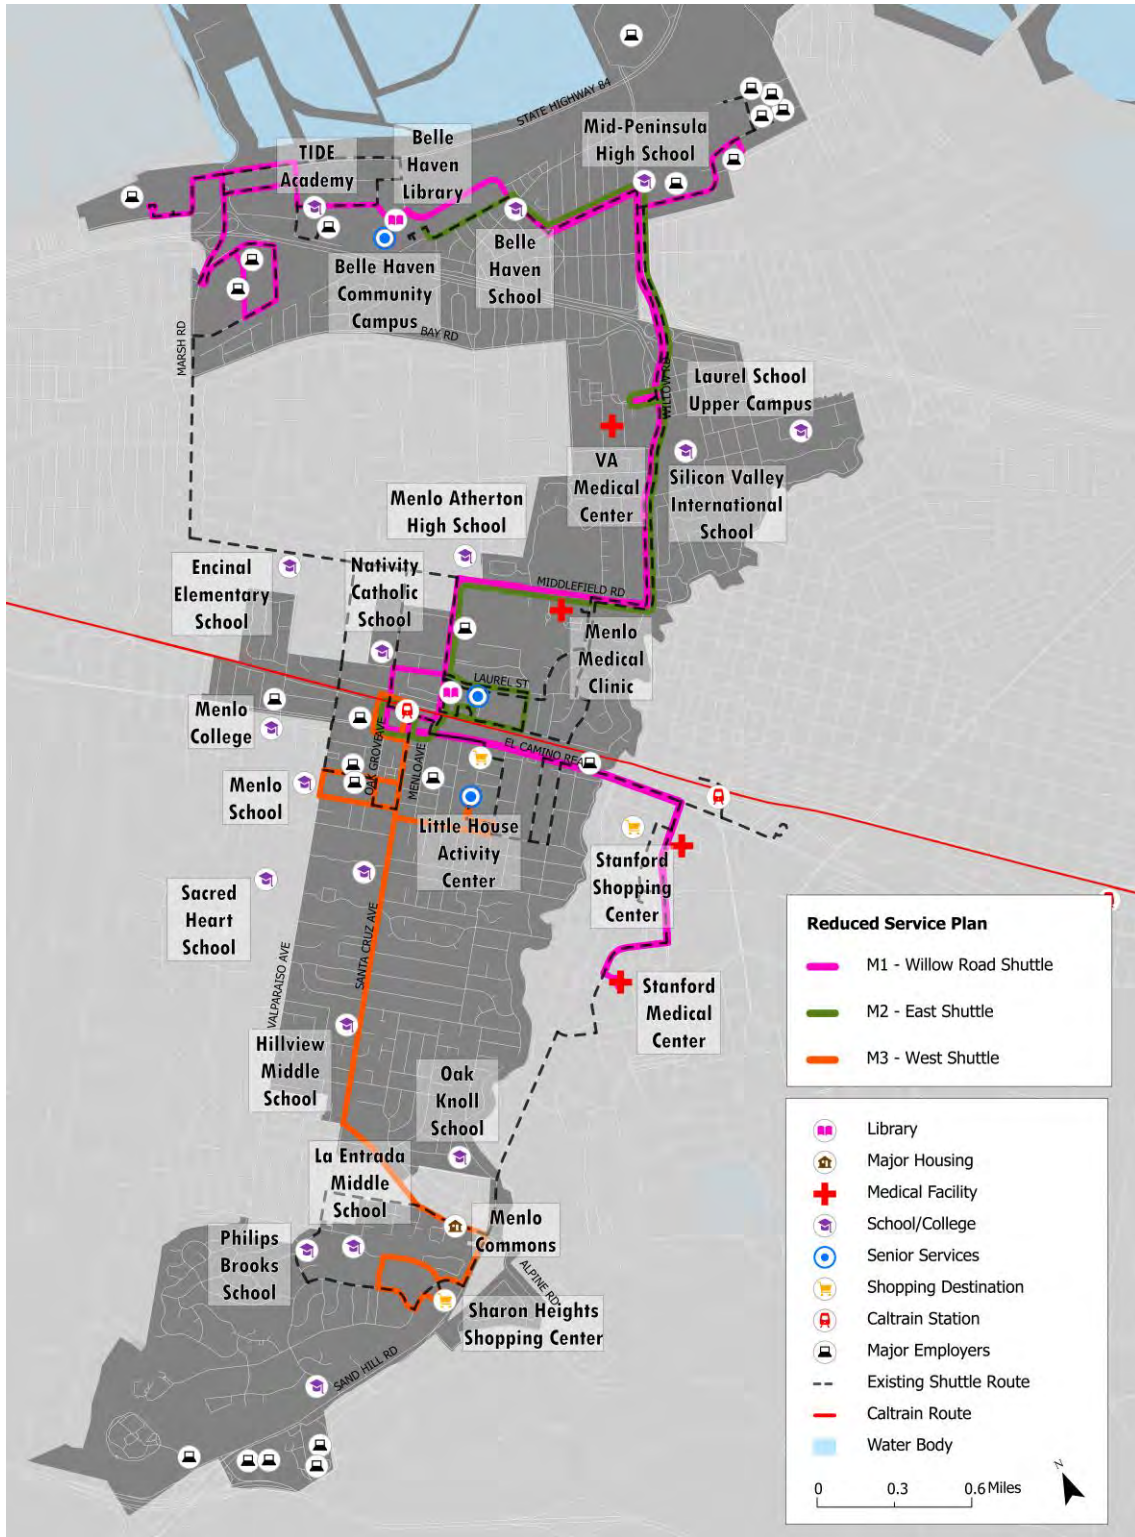 STATE HIGHWAY 84
Mid-Peninsula
High School
Belle
Haven
Library
TIDE
Academy
Belle
Haven
School
Belle Haven
Community
Campus
BAY RD
MARSH RD
WILLOW RD
Laurel School
Upper Campus
VA
Medical
Center
Silicon Valley
International
School
Menlo Atherton
High School
Encinal
Elementary
School
Nativity
Catholic
School
MIDDLEFIELD RD
Menlo
Medical
Clinic
LAUREL ST
Menlo
College
OAK GROVE AVE
MENLO AVE
EL CAMINO REAL
Menlo
School
Little House
Activity
Center
Stanford
Shopping
Center
Sacred
Heart
School
SANTA CRUZ AVE
VALPARAISO AVE
Stanford
Medical
Center
Hillview
Middle
School
Oak
Knoll
School
La Entrada
Middle
School
Menlo
Commons
Philips
Brooks
School
ALPINE RD
Sharon Heights
Shopping Center
SAND HILL RD
Reduced Service Plan
M1 - Willow Road Shuttle
M2 - East Shuttle
M3 - West Shuttle
Library
Major Housing
Medical Facility
School/College
Senior Services
Shopping Destination
Caltrain Station
Major Employers
Existing Shuttle Route
Caltrain Route
Water Body
N
0 0.3 0.6 Miles